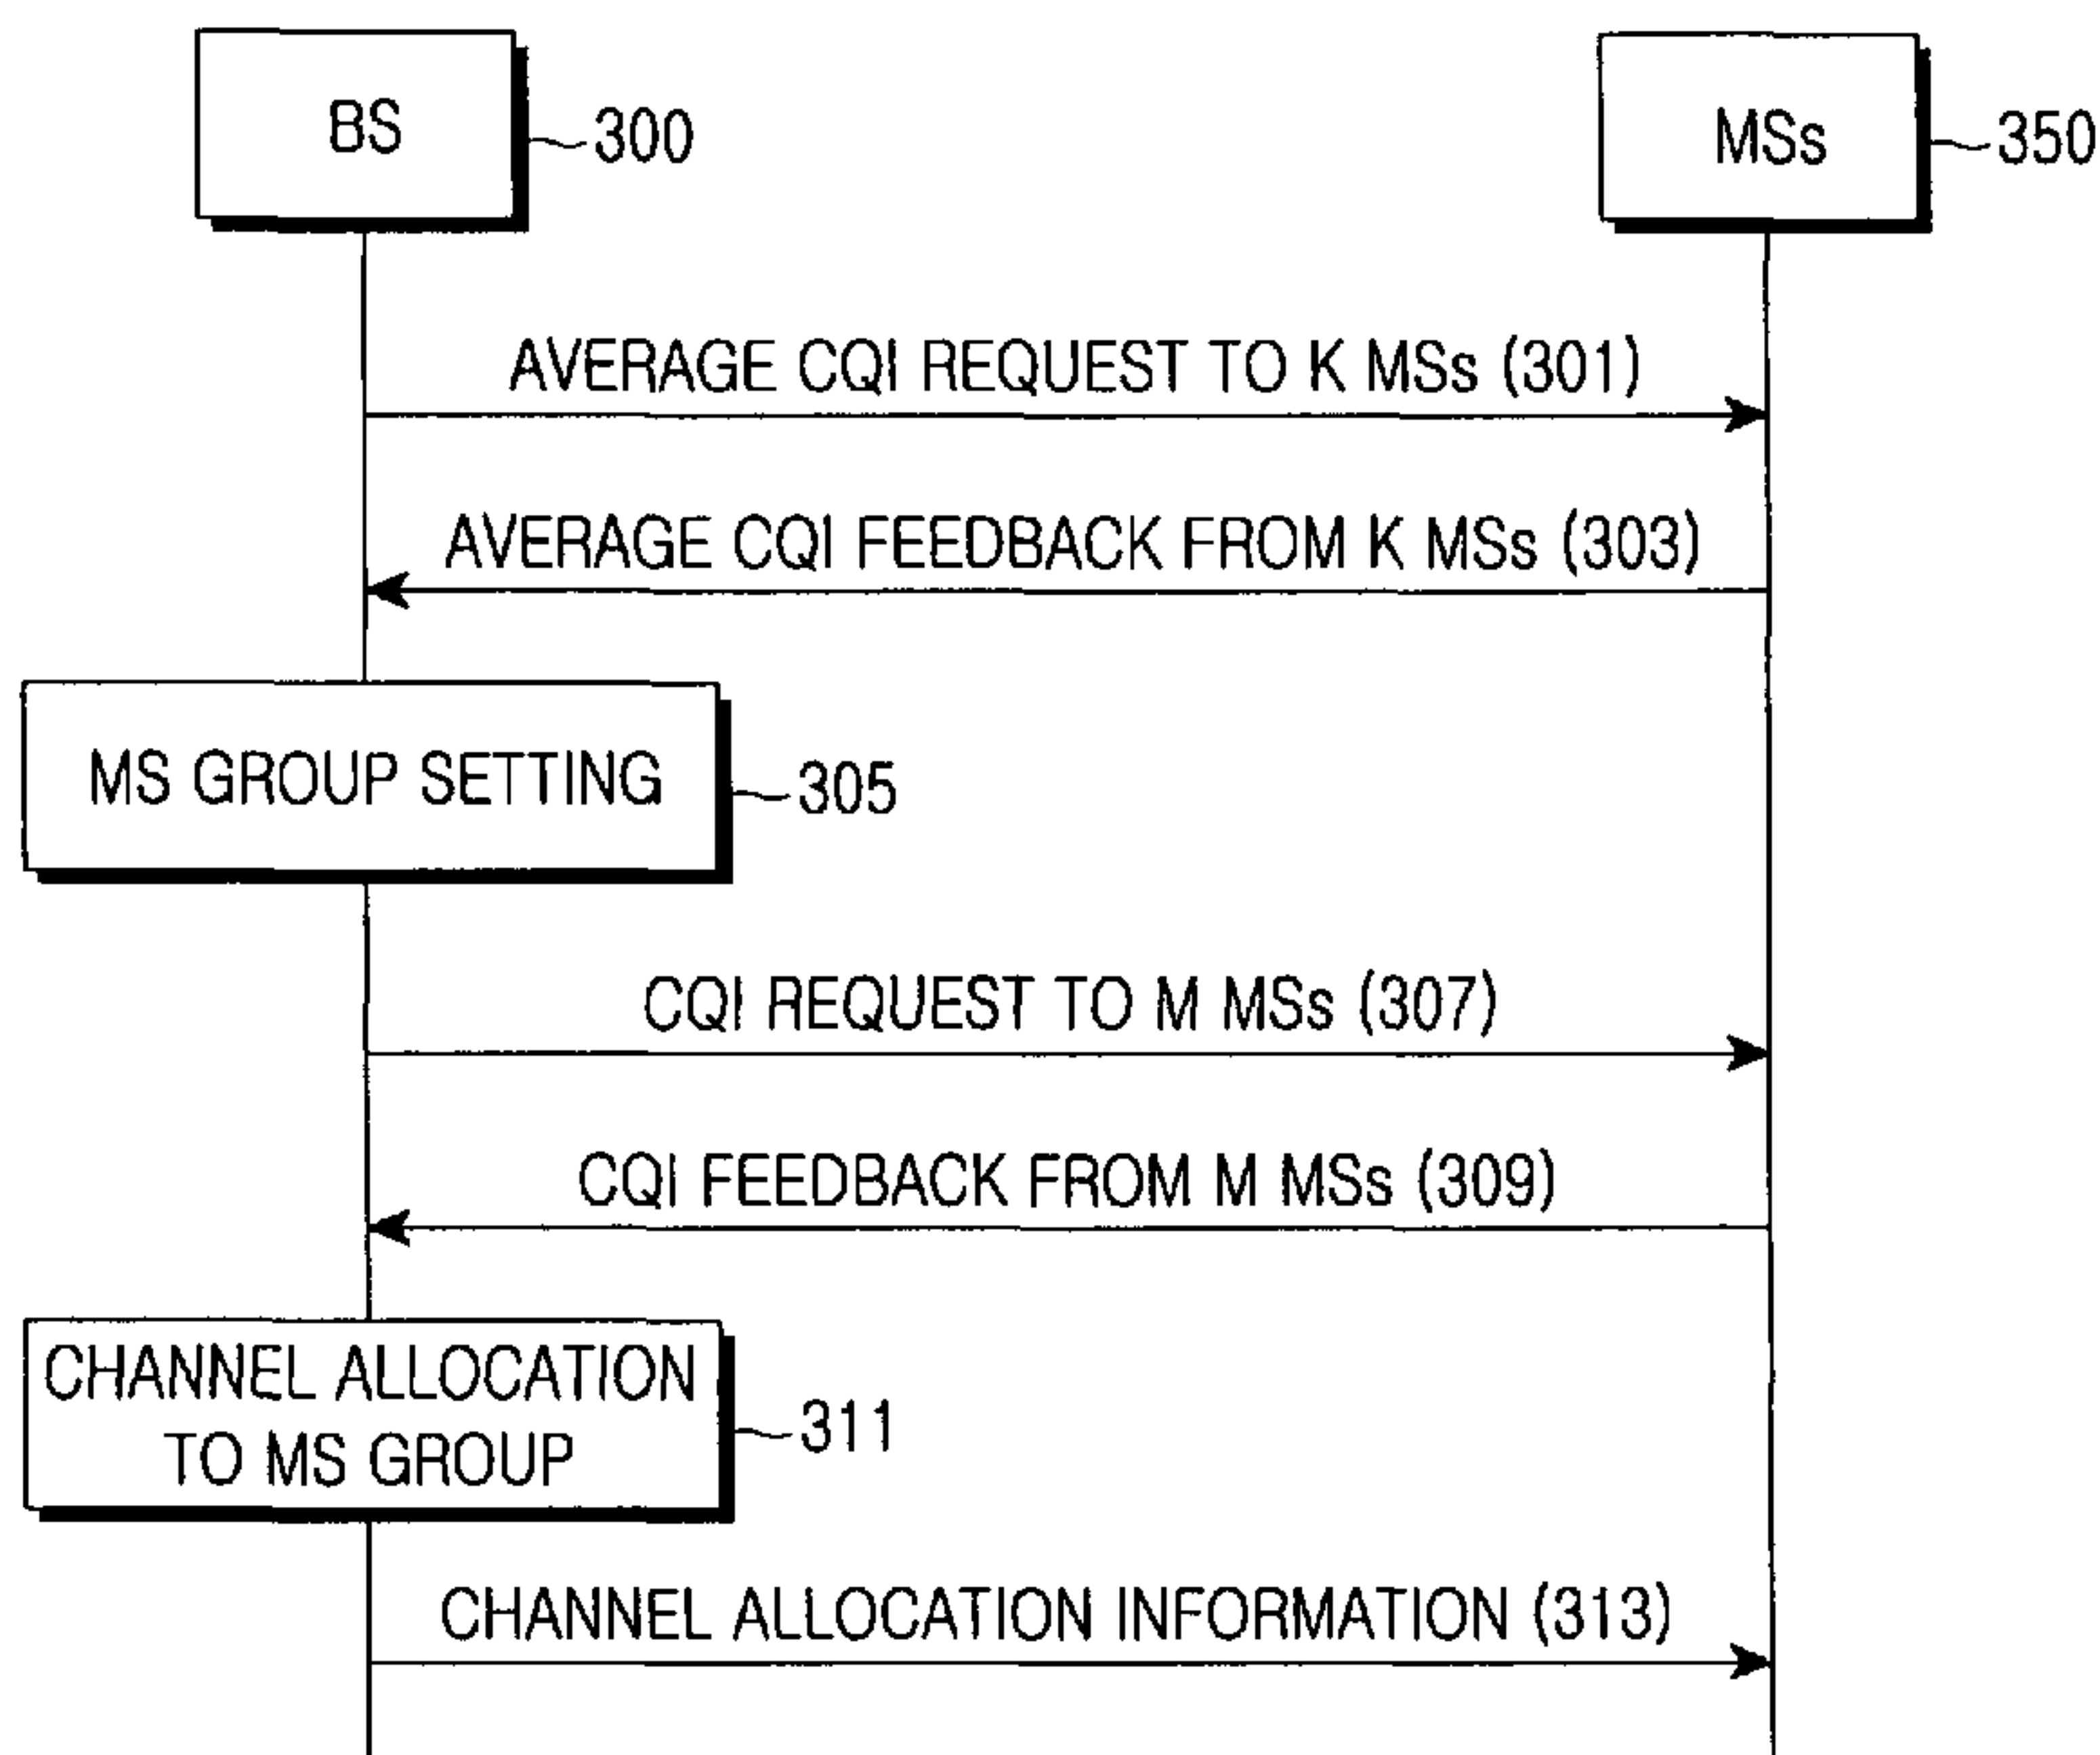 BS
300
MSs
350
AVERAGE CQI REQUEST TO K MSs (301)
AVERAGE CQI FEEDBACK FROM K MSs (303)
MS GROUP SETTING
305
CQI REQUEST TO M MSs (307)
CQI FEEDBACK FROM M MSs (309)
CHANNEL ALLOCATION
TO MS GROUP
311
CHANNEL ALLOCATION INFORMATION (313)